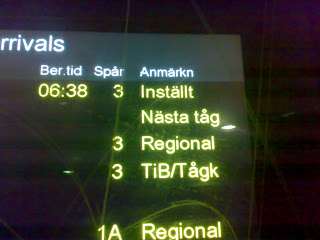 rrivals
Ber.tid Spår Anmärkn
06:38 3 Inställt
Nästa tåg
3 Regional
3 TiB/Tågk
1A Regional